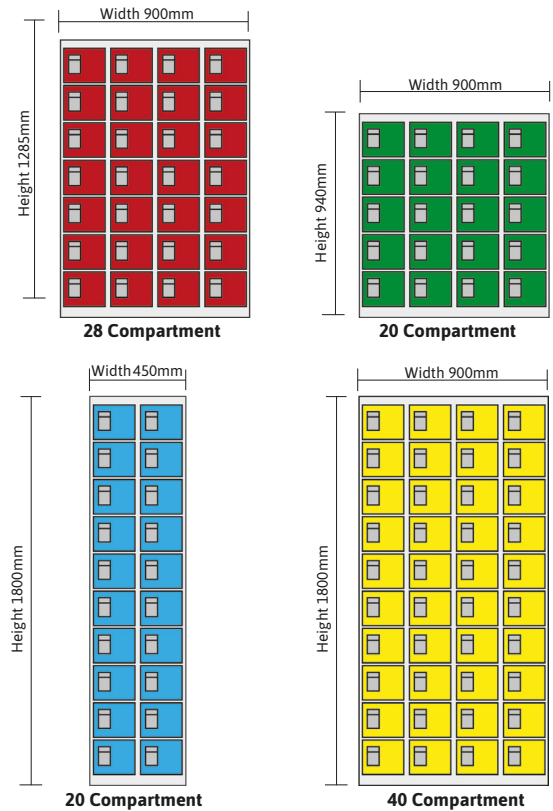 Width 900mm
Height 1285mm
28 Compartment
Width 900mm
Height 940mm
20 Compartment
Width 450mm
Height 1800mm
20 Compartment
Width 900mm
Height 1800mm
40 Compartment